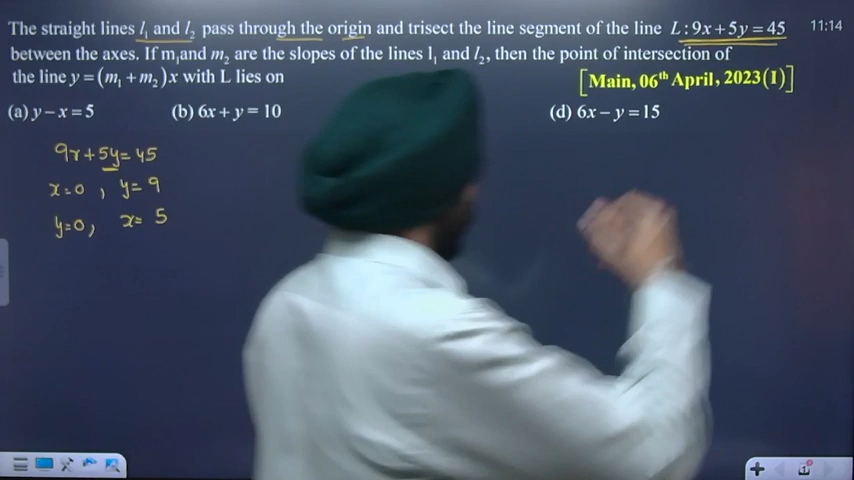 The straight lines l₁ and l₂ pass through the origin and trisect the line segment of the line L : 9x + 5y = 45
11:14
between the axes. If m₁and m₂ are the slopes of the lines l₁ and l₂, then the point of intersection of
the line y = (m₁ + m₂)x with L lies on
[Main, 06th April, 2023 (I)]
(a) y − x = 5 (b) 6x + y = 10 (d) 6x − y = 15
9x+5y=45
x=0 , y=9
y=0, x= 5